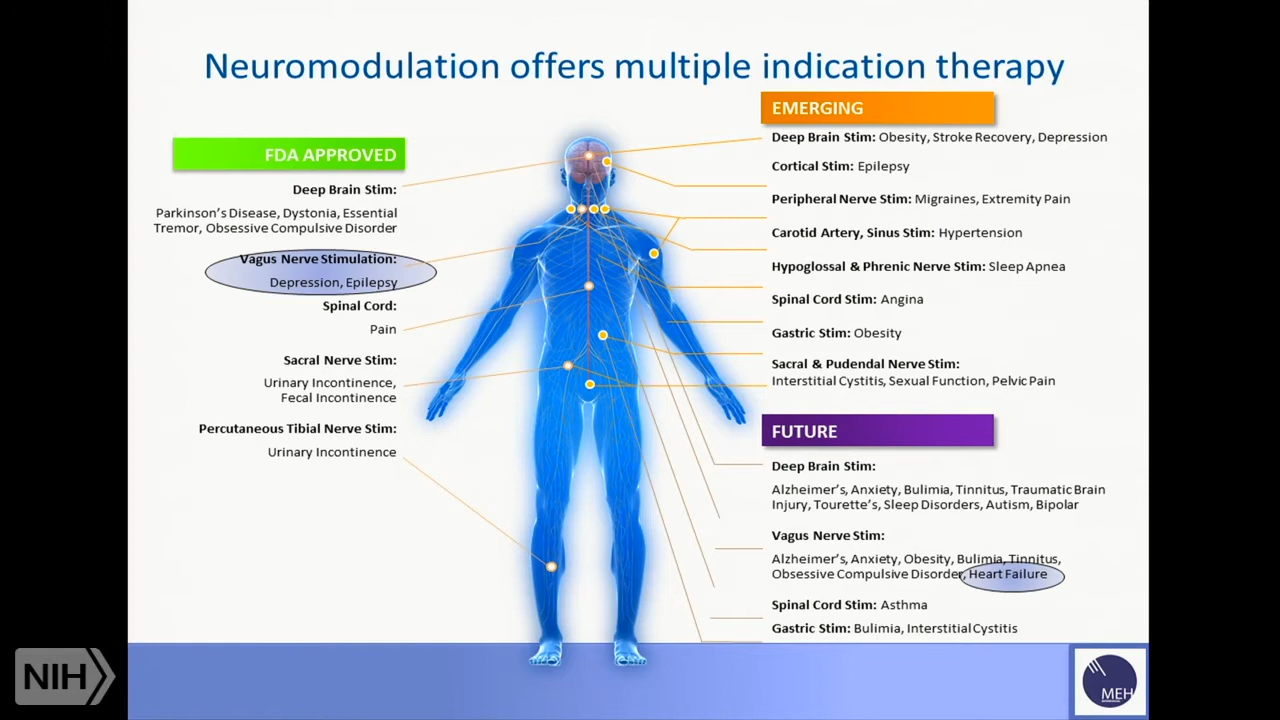 Neuromodulation offers multiple indication therapy
FDA APPROVED
Deep Brain Stim:
Parkinson's Disease, Dystonia, Essential
Tremor, Obsessive Compulsive Disorder
Vagus Nerve Stimulation:
Depression, Epilepsy
Spinal Cord:
Pain
Sacral Nerve Stim:
Urinary Incontinence,
Fecal Incontinence
Percutaneous Tibial Nerve Stim:
Urinary Incontinence
EMERGING
Deep Brain Stim: Obesity, Stroke Recovery, Depression
Cortical Stim: Epilepsy
Peripheral Nerve Stim: Migraines, Extremity Pain
Carotid Artery, Sinus Stim: Hypertension
Hypoglossal & Phrenic Nerve Stim: Sleep Apnea
Spinal Cord Stim: Angina
Gastric Stim: Obesity
Sacral & Pudendal Nerve Stim:
Interstitial Cystitis, Sexual Function, Pelvic Pain
FUTURE
Deep Brain Stim:
Alzheimer's, Anxiety, Bulimia, Tinnitus, Traumatic Brain
Injury, Tourette's, Sleep Disorders, Autism, Bipolar
Vagus Nerve Stim:
Alzheimer's, Anxiety, Obesity, Bulimia, Tinnitus,
Obsessive Compulsive Disorder, Heart Failure
Spinal Cord Stim: Asthma
Gastric Stim: Bulimia, Interstitial Cystitis
NIH
MEH